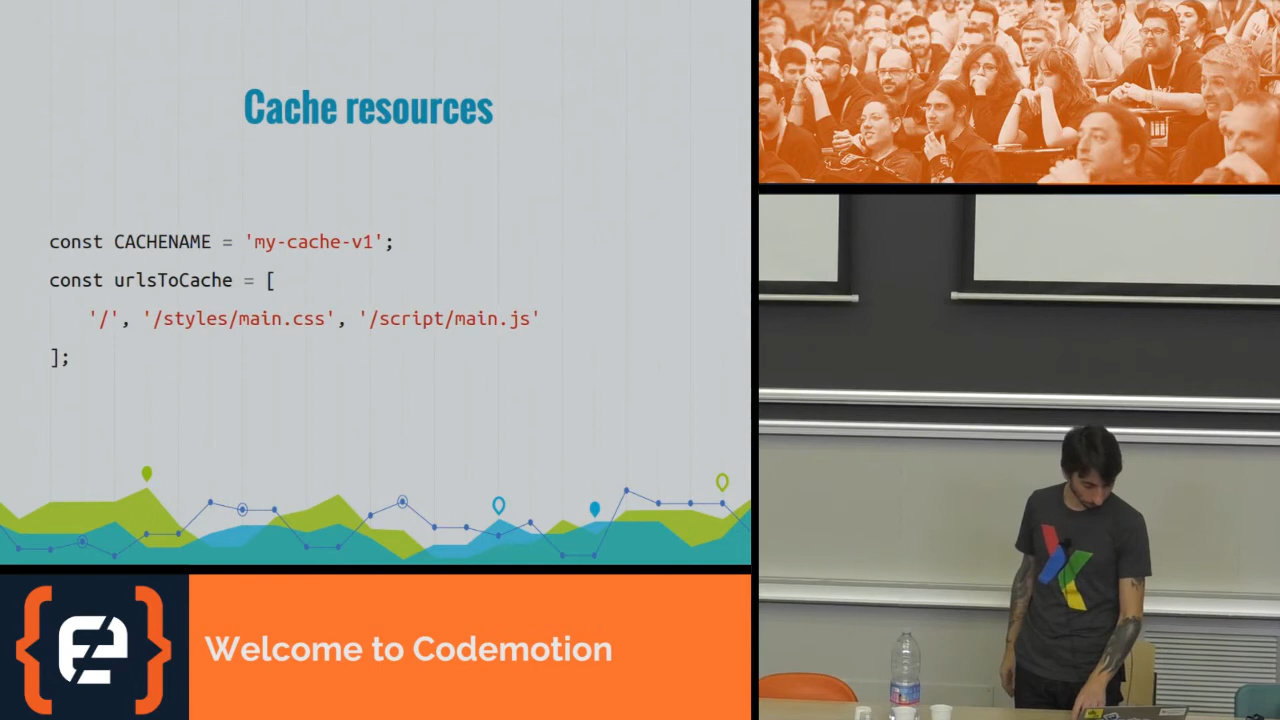 Cache resources
const CACHENAME = 'my-cache-v1';
const urlsToCache = [
'/', '/styles/main.css', '/script/main.js'
];
Welcome to Codemotion